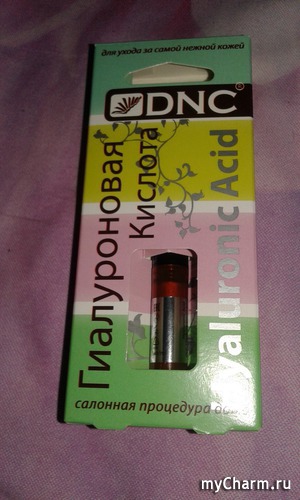 для ухода за самой нежной кожей
DNC
Гиалуроновая
Кислота
Hyaluronic Acid
салонная процедура
myCharm.ru